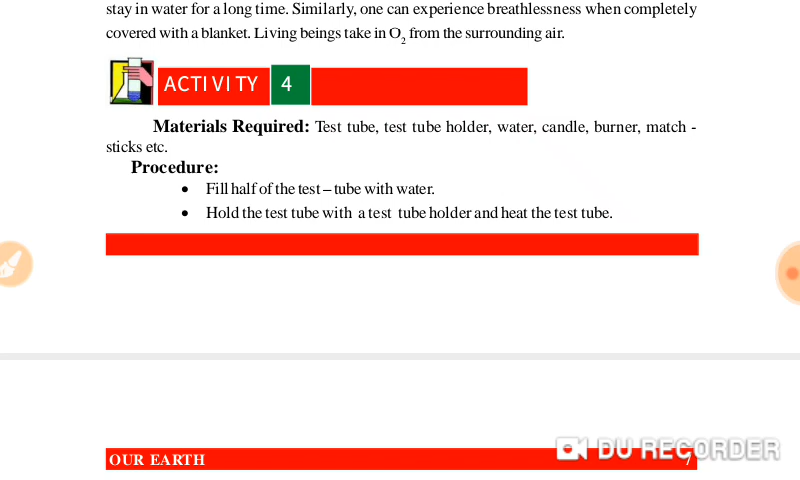 stay in water for a long time. Similarly, one can experience breathlessness when completely
covered with a blanket. Living beings take in O2 from the surrounding air.
ACTIVITY 4
Materials Required: Test tube, test tube holder, water, candle, burner, match -
sticks etc.
Procedure:
• Fill half of the test – tube with water.
• Hold the test tube with a test tube holder and heat the test tube.
OUR EARTH 7
DU RECORDER